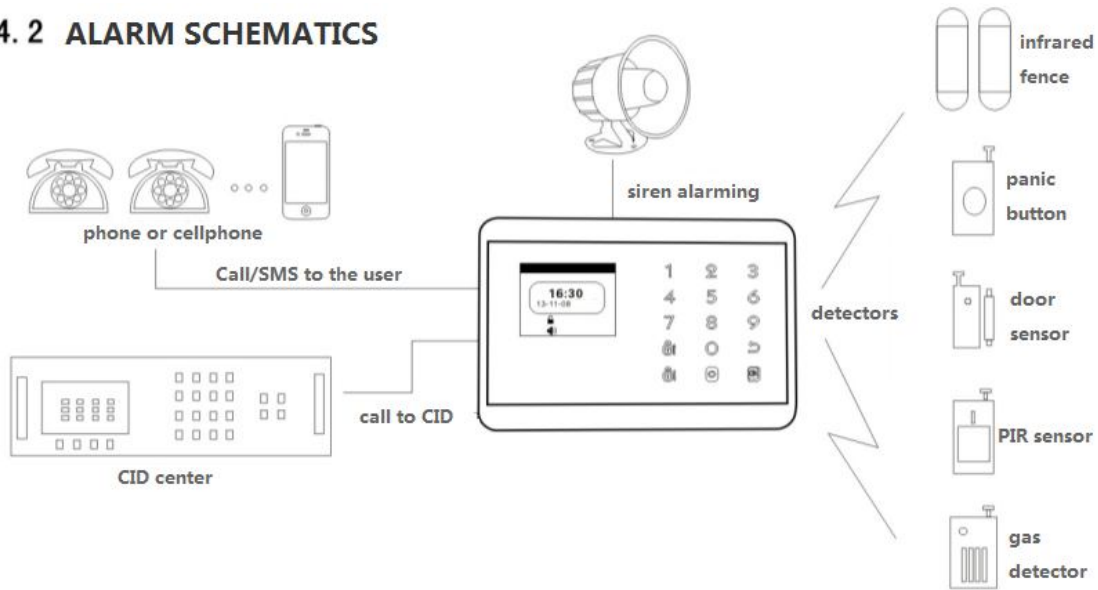 4.2 ALARM SCHEMATICS
infrared
fence
siren alarming
panic
button
phone or cellphone
Call/SMS to the user
16:30
13-11-08
1 2 3
4 5 6
7 8 9
0
detectors
door
sensor
call to CID
PIR sensor
CID center
gas
detector